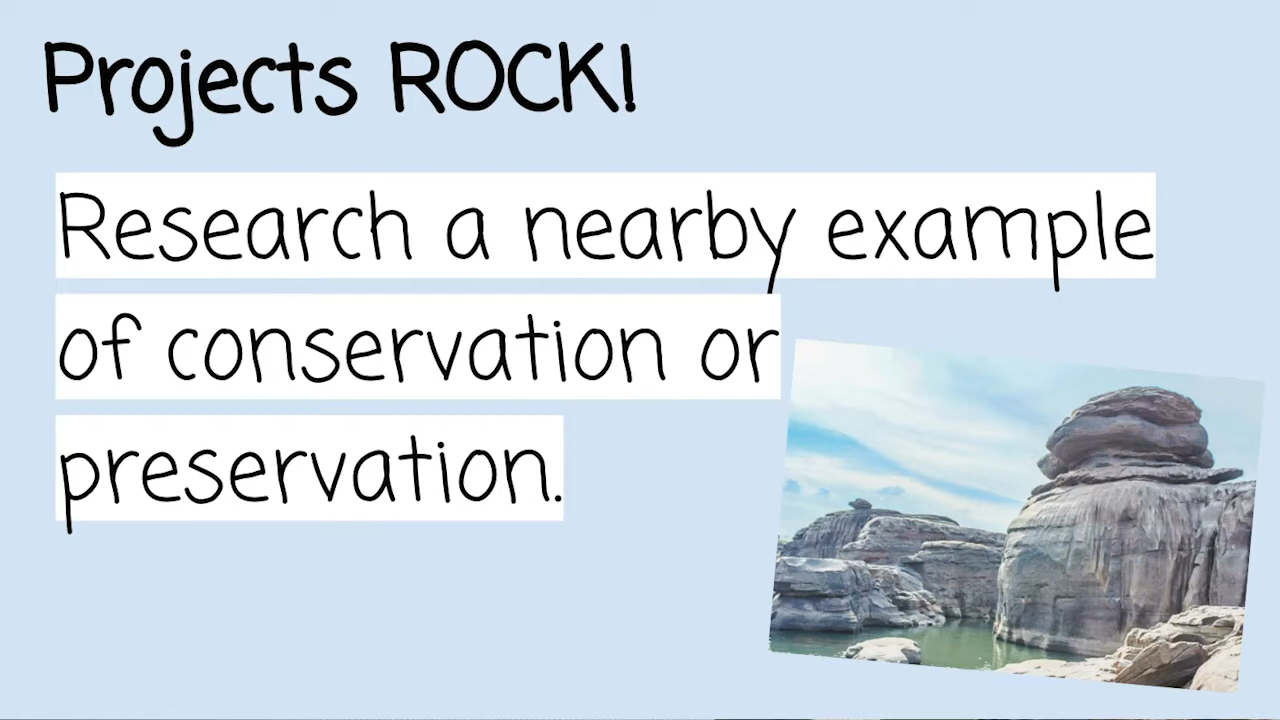 Projects ROCK!
Research a nearby example
of conservation or
preservation.